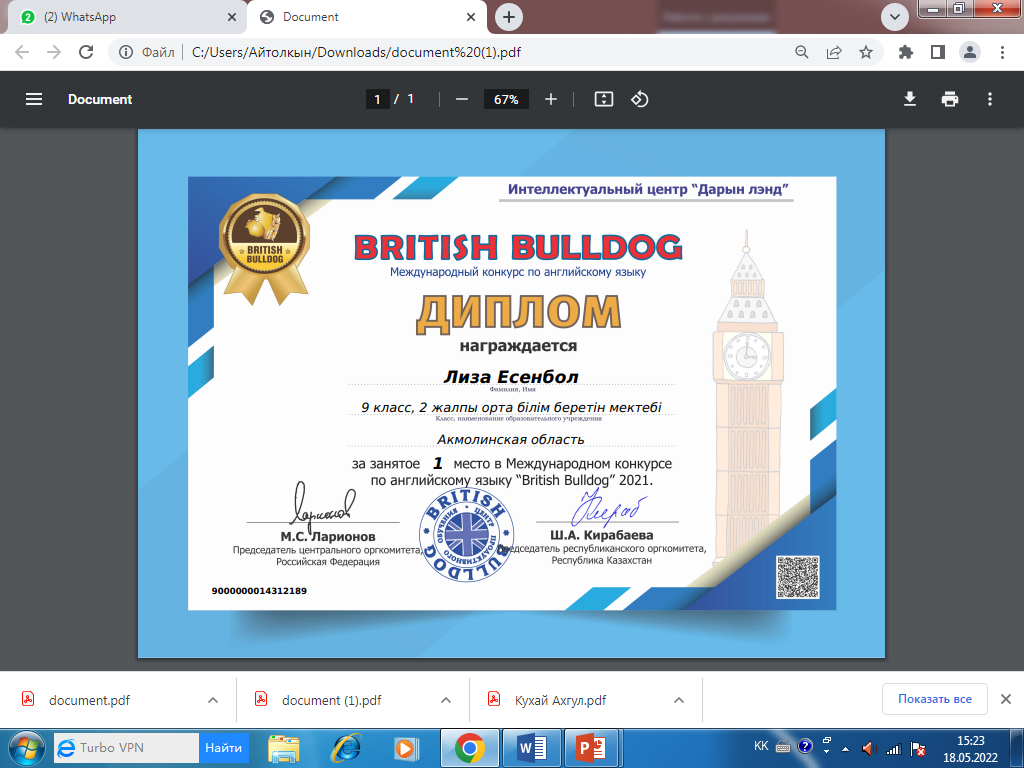 (2) WhatsApp
Document
Файл
C:/Users/Айтолкын/Downloads/document%20(1).pdf
Document
1 / 1
67%
Интеллектуальный центр “Дарын лэнд”
BRITISH BULLDOG
BRITISH BULLDOG
Международный конкурс по английскому языку
ДИПЛОМ
награждается
Лиза Есенбол
Фамилия, Имя
9 класс, 2 жалпы орта білім беретін мектебі
Класс, наименование образовательного учреждения
Акмолинская область
за занятое 1 место в Международном конкурсе
по английскому языку “British Bulldog” 2021.
BRITISH BULLDOG
ЦЕНТР ПРОДУКТИВНОГО ОБУЧЕНИЯ
М.С. Ларионов
Председатель центрального оргкомитета,
Российская Федерация
Ш.А. Кирабаева
Председатель республиканского оргкомитета,
Республика Казахстан
9000000014312189
document.pdf
document (1).pdf
Кухай Ахгул.pdf
Показать все
Turbo VPN
Найти
KK
15:23
18.05.2022